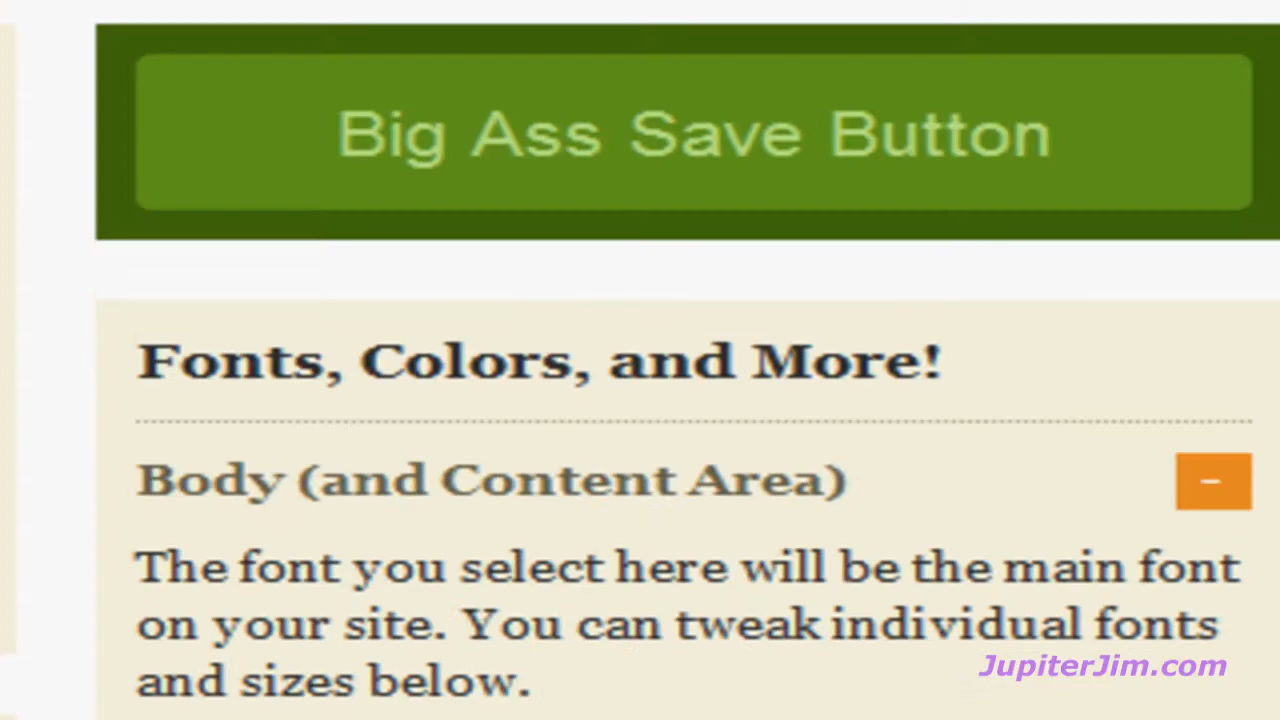 Big Ass Save Button
Fonts, Colors, and More!
Body (and Content Area)
–
The font you select here will be the main font
on your site. You can tweak individual fonts
and sizes below.
JupiterJim.com